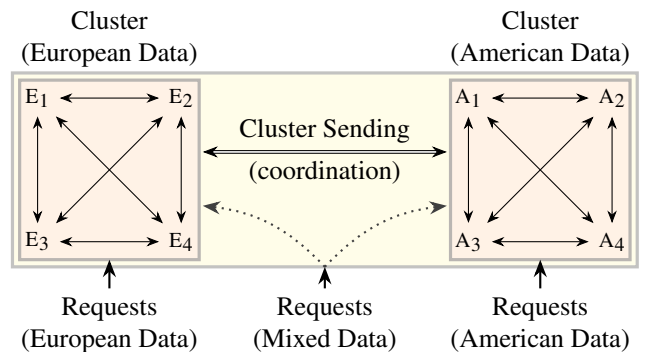 Cluster
(European Data)
Cluster
(American Data)
E1 E2
A1 A2
Cluster Sending
(coordination)
E3 E4
A3 A4
Requests
(European Data)
Requests
(Mixed Data)
Requests
(American Data)